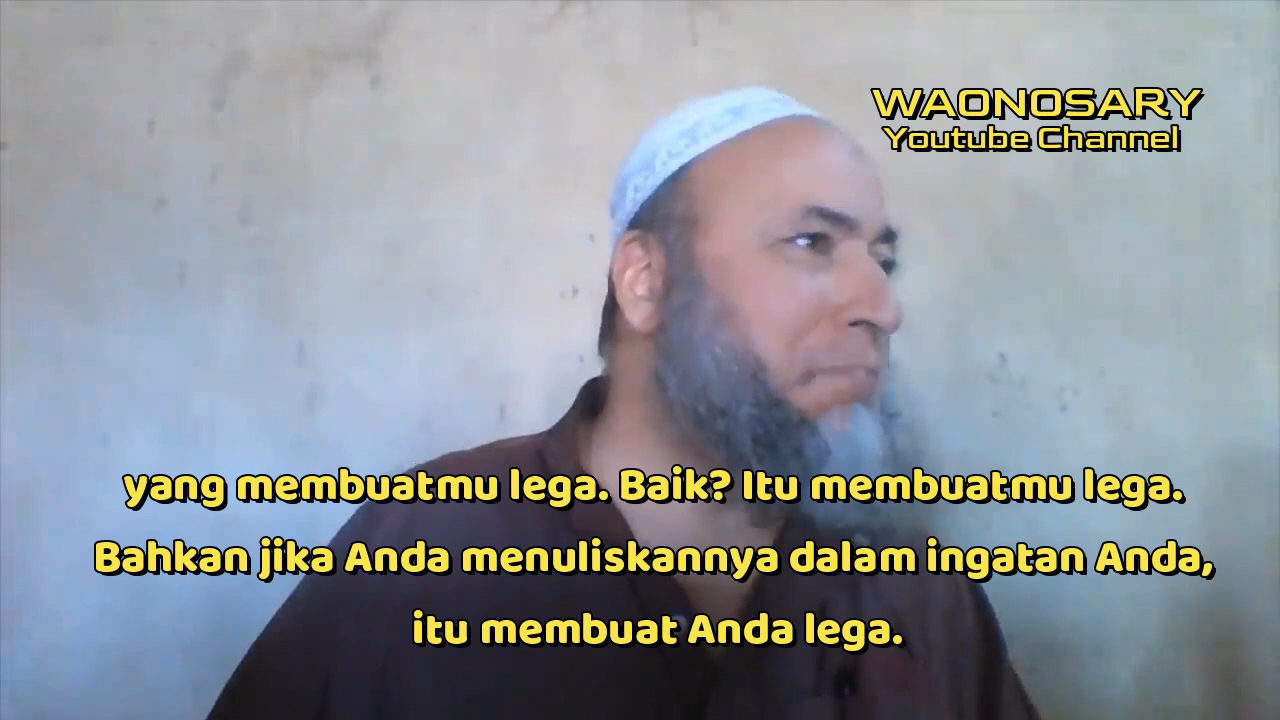 WAONOSARY
Youtube Channel
yang membuatmu lega. Baik? Itu membuatmu lega.
Bahkan jika Anda menuliskannya dalam ingatan Anda,
itu membuat Anda lega.